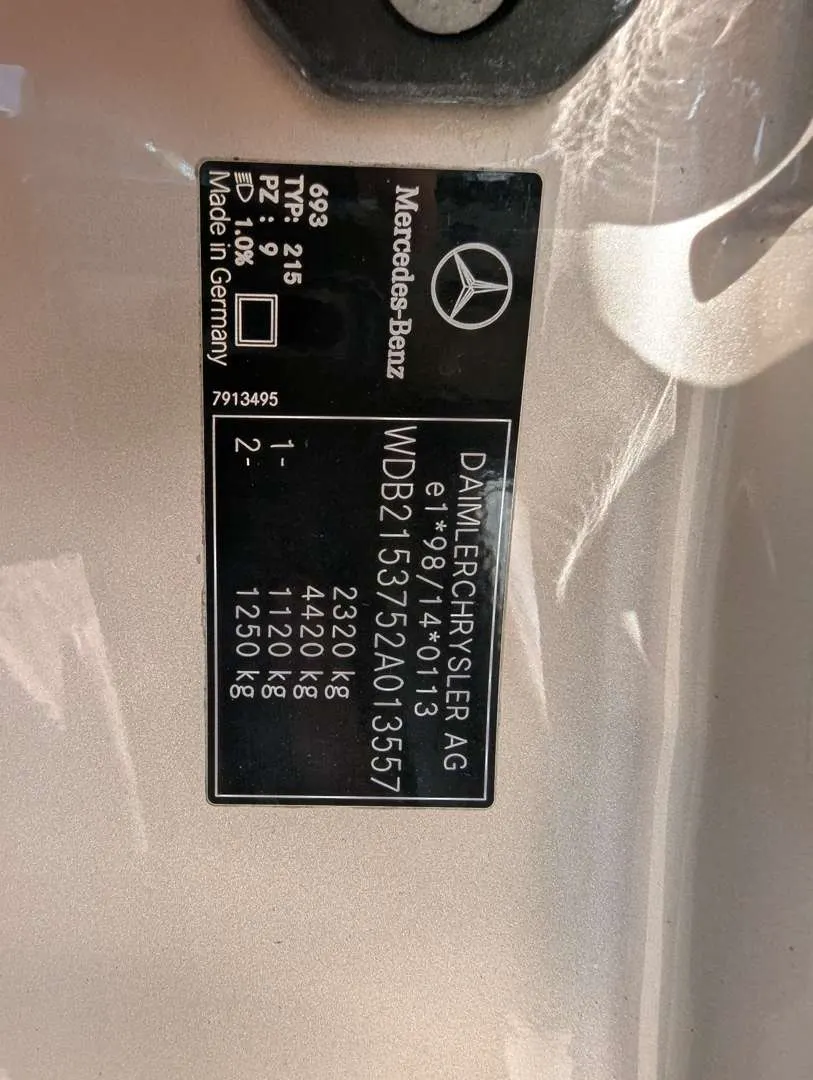 Mercedes-Benz
693
TYP: 215
PZ : 9
1.0%
Made in Germany
7913495
DAIMLERCHRYSLER AG
e1*98/14*0113
WDB2153752A013557
2320 kg
4420 kg
1- 1120 kg
2- 1250 kg